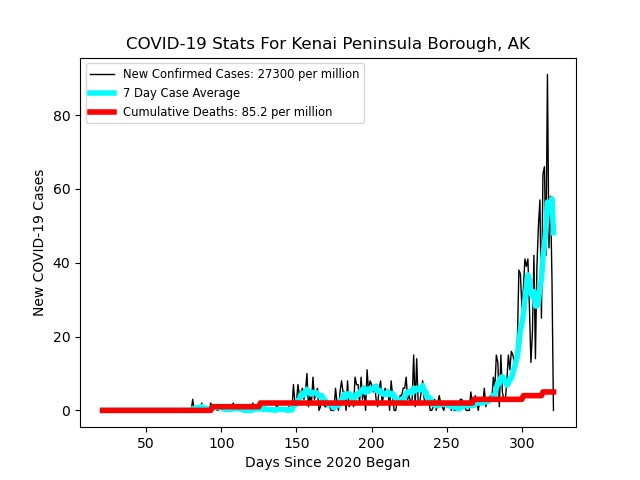 COVID-19 Stats For Kenai Peninsula Borough, AK
New Confirmed Cases: 27300 per million
7 Day Case Average
Cumulative Deaths: 85.2 per million
New COVID-19 Cases
80
60
40
20
0
50 100 150 200 250 300
Days Since 2020 Began